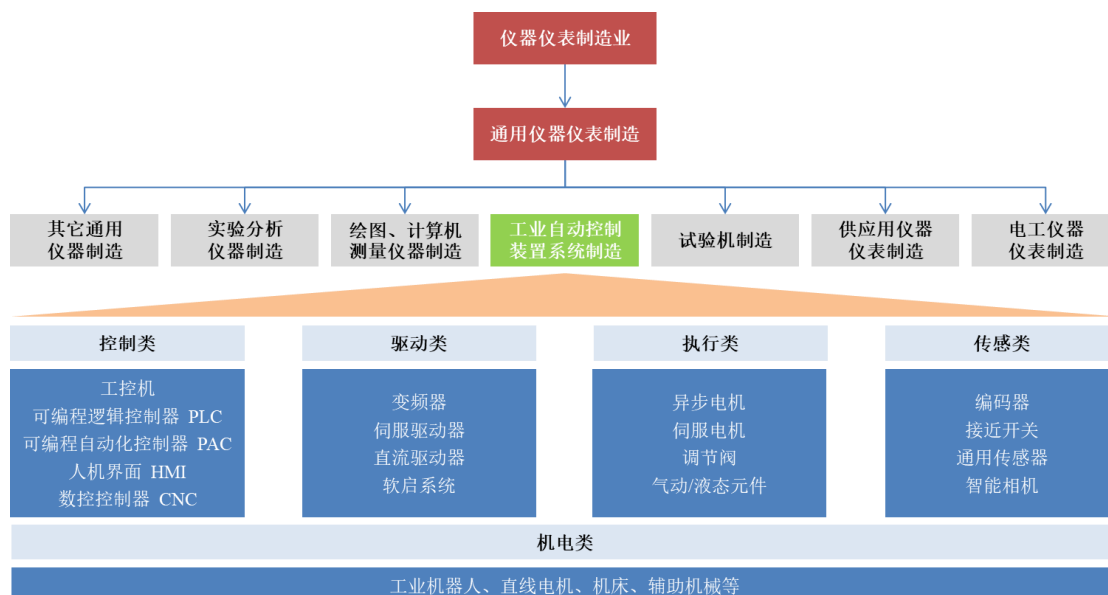 仪器仪表制造业
通用仪器仪表制造
其它通用
仪器制造
实验分析
仪器制造
绘图、计算机
测量仪器制造
工业自动控制
装置系统制造
试验机制造
供应用仪器
仪表制造
电工仪器
仪表制造
控制类
工控机
可编程逻辑控制器 PLC
可编程自动化控制器 PAC
人机界面 HMI
数控控制器 CNC
驱动类
变频器
伺服驱动器
直流驱动器
软启系统
执行类
异步电机
伺服电机
调节阀
气动/液态元件
传感类
编码器
接近开关
通用传感器
智能相机
机电类
工业机器人、直线电机、机床、辅助机械等